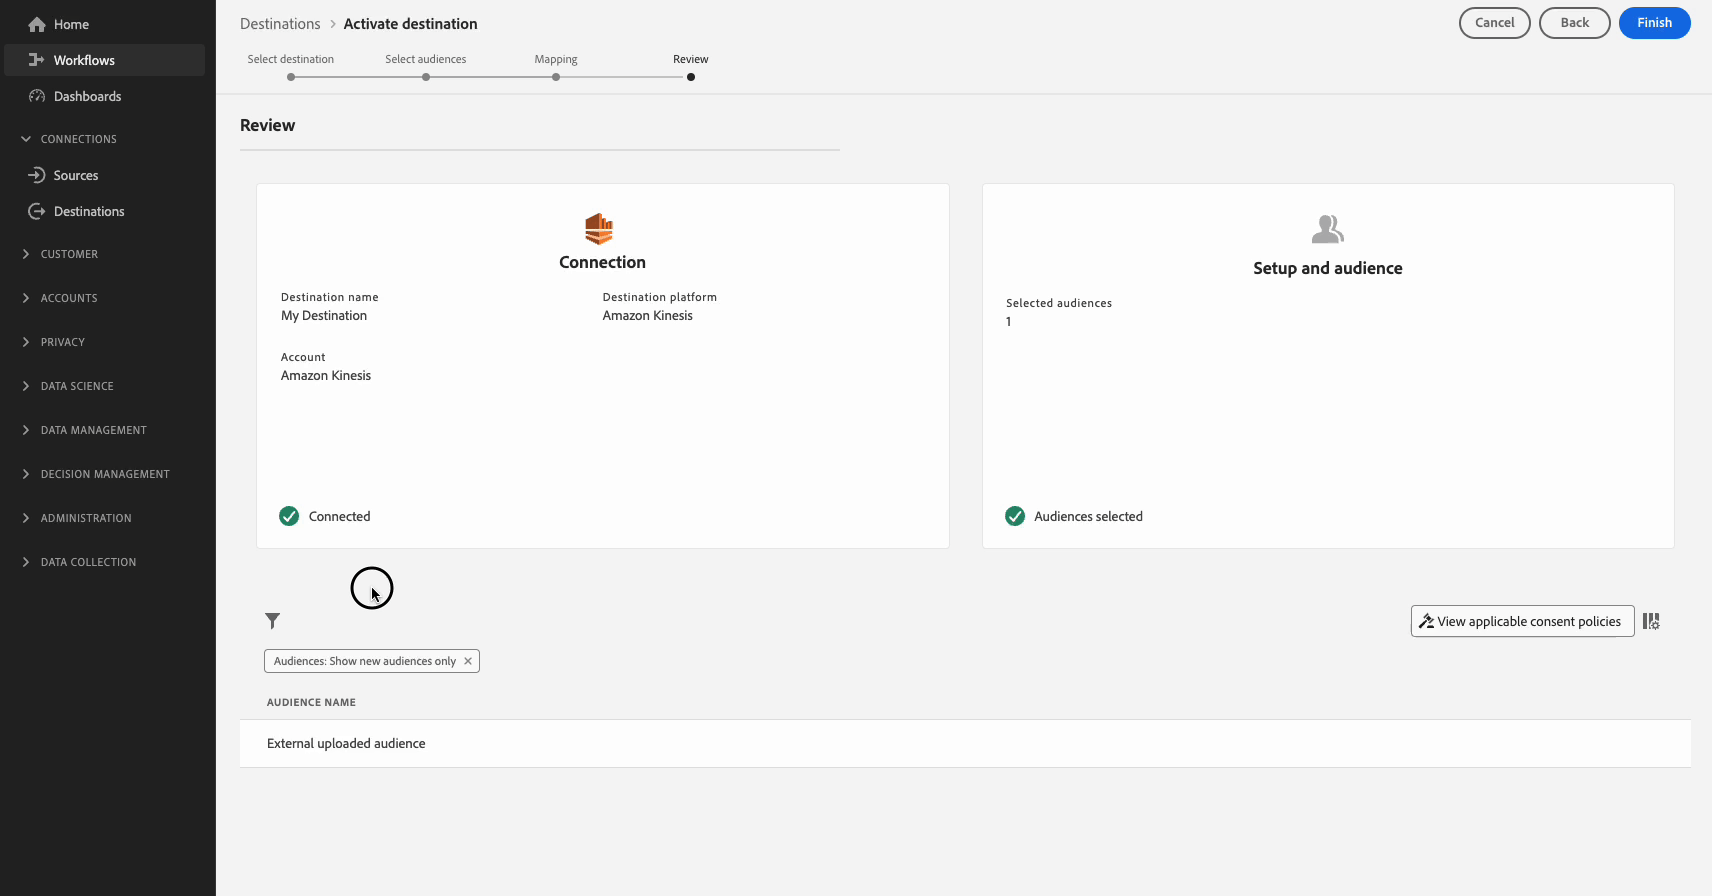 Home
Workflows
Dashboards
CONNECTIONS
Sources
Destinations
CUSTOMER
ACCOUNTS
PRIVACY
DATA SCIENCE
DATA MANAGEMENT
DECISION MANAGEMENT
ADMINISTRATION
DATA COLLECTION
Destinations > Activate destination
Cancel Back Finish
Select destination Select audiences Mapping Review
Review
Connection
Destination name Destination platform
My Destination Amazon Kinesis
Account
Amazon Kinesis
Connected
Setup and audience
Selected audiences
1
Audiences selected
View applicable consent policies
Audiences: Show new audiences only
AUDIENCE NAME
External uploaded audience